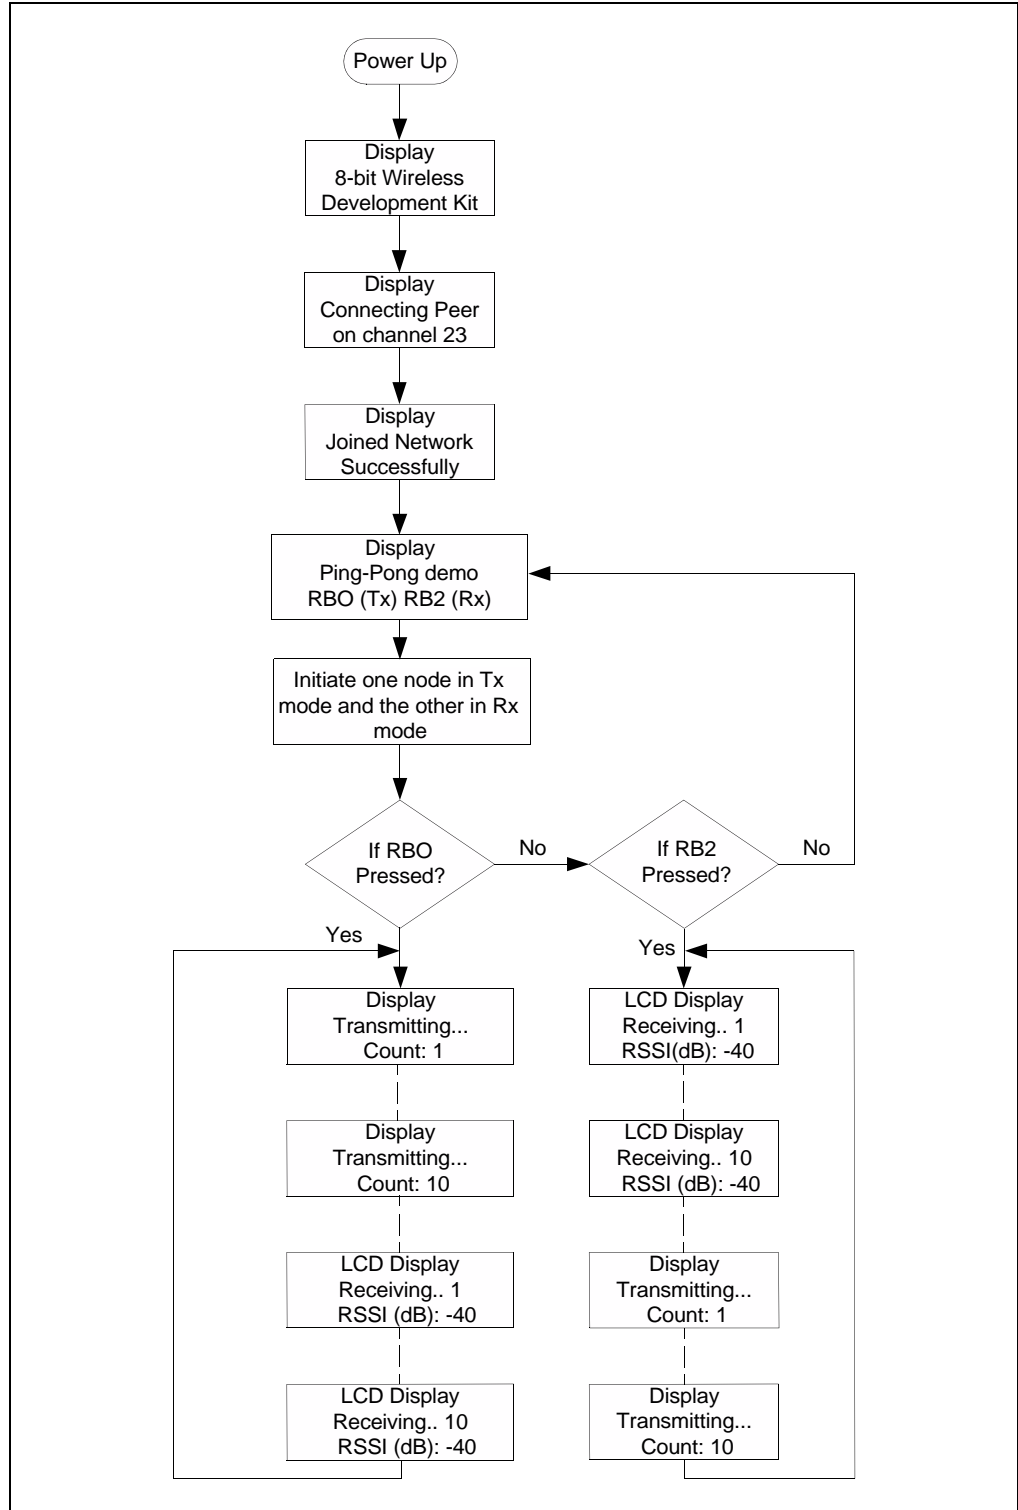 Power Up
Display
8-bit Wireless
Development Kit
Display
Connecting Peer
on channel 23
Display
Joined Network
Successfully
Display
Ping-Pong demo
RBO (Tx) RB2 (Rx)
Initiate one node in Tx
mode and the other in Rx
mode
If RBO
Pressed?
No
If RB2
Pressed?
No
Yes
Display
Transmitting...
Count: 1
Display
Transmitting...
Count: 10
LCD Display
Receiving.. 1
RSSI (dB): -40
LCD Display
Receiving.. 10
RSSI (dB): -40
Yes
LCD Display
Receiving.. 1
RSSI(dB): -40
LCD Display
Receiving.. 10
RSSI (dB): -40
Display
Transmitting...
Count: 1
Display
Transmitting...
Count: 10